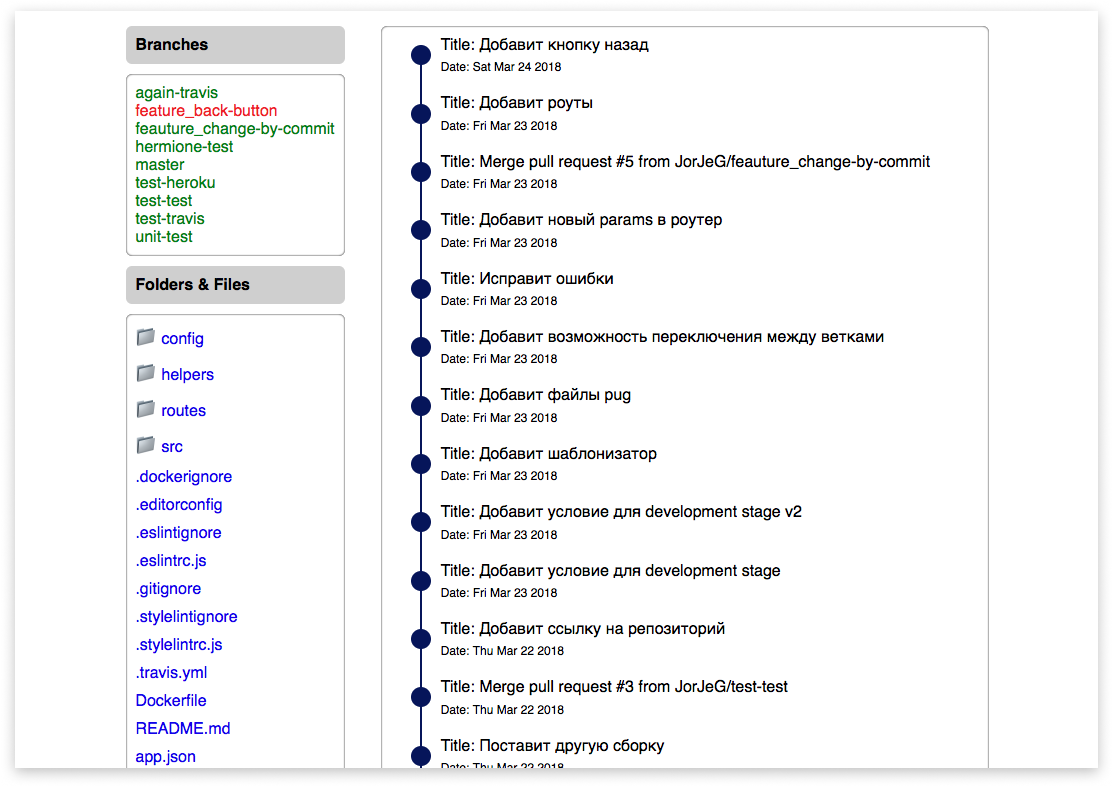 Branches
again-travis
feature_back-button
feauture_change-by-commit
hermione-test
master
test-heroku
test-test
test-travis
unit-test
Folders & Files
config
helpers
routes
src
.dockerignore
.editorconfig
.eslintignore
.eslintrc.js
.gitignore
.stylelintignore
.stylelintrc.js
.travis.yml
Dockerfile
README.md
app.json
Title: Добавит кнопку назад
Date: Sat Mar 24 2018
Title: Добавит роуты
Date: Fri Mar 23 2018
Title: Merge pull request #5 from JorJeG/feauture_change-by-commit
Date: Fri Mar 23 2018
Title: Добавит новый params в роутер
Date: Fri Mar 23 2018
Title: Исправит ошибки
Date: Fri Mar 23 2018
Title: Добавит возможность переключения между ветками
Date: Fri Mar 23 2018
Title: Добавит файлы pug
Date: Fri Mar 23 2018
Title: Добавит шаблонизатор
Date: Fri Mar 23 2018
Title: Добавит условие для development stage v2
Date: Fri Mar 23 2018
Title: Добавит условие для development stage
Date: Fri Mar 23 2018
Title: Добавит ссылку на репозиторий
Date: Thu Mar 22 2018
Title: Merge pull request #3 from JorJeG/test-test
Date: Thu Mar 22 2018
Title: Поставит другую сборку
Date: Thu Mar 22 2018